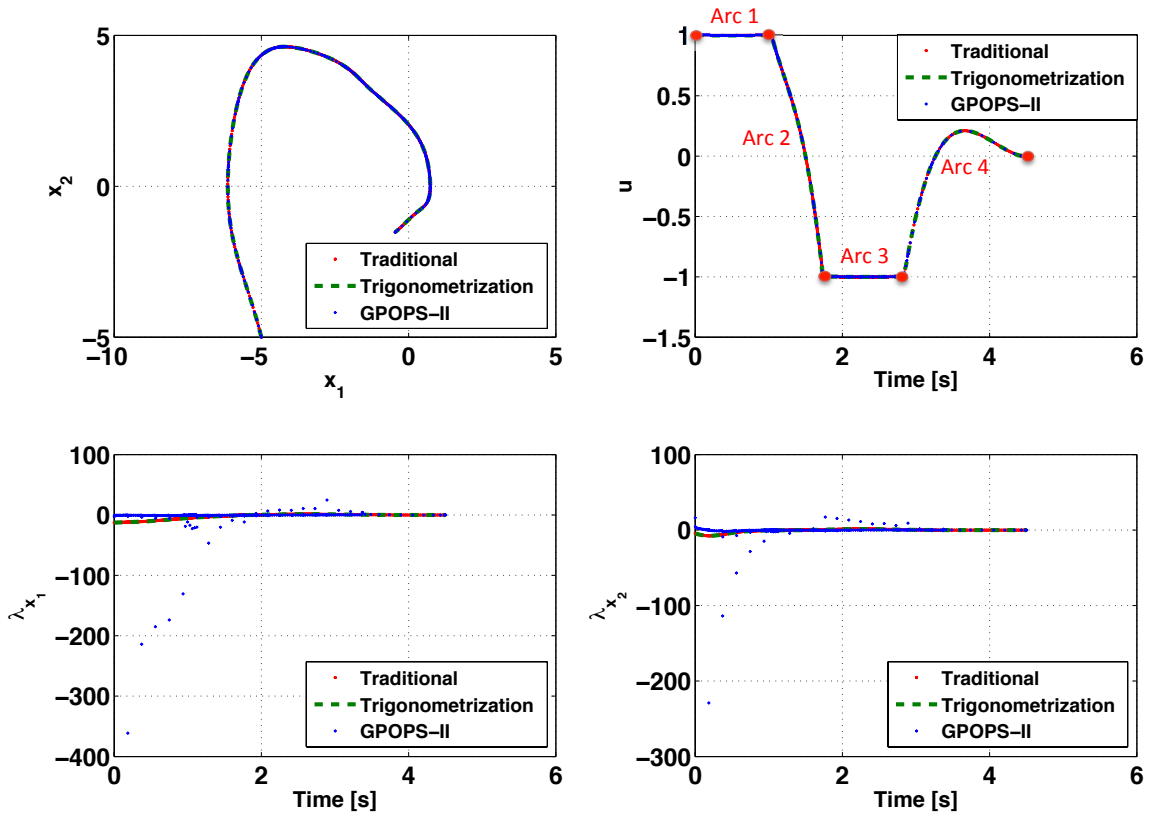 5
0
−5
−10
−5
0
5
x2
x1
Traditional
Trigonometrization
GPOPS−II
1
0.5
0
−0.5
−1
−1.5
0
2
4
6
u
Time [s]
Arc 1
Arc 2
Arc 3
Arc 4
Traditional
Trigonometrization
GPOPS−II
100
0
−100
−200
−300
−400
0
2
4
6
λx1
Time [s]
Traditional
Trigonometrization
GPOPS−II
100
0
−100
−200
−300
0
2
4
6
λx2
Time [s]
Traditional
Trigonometrization
GPOPS−II